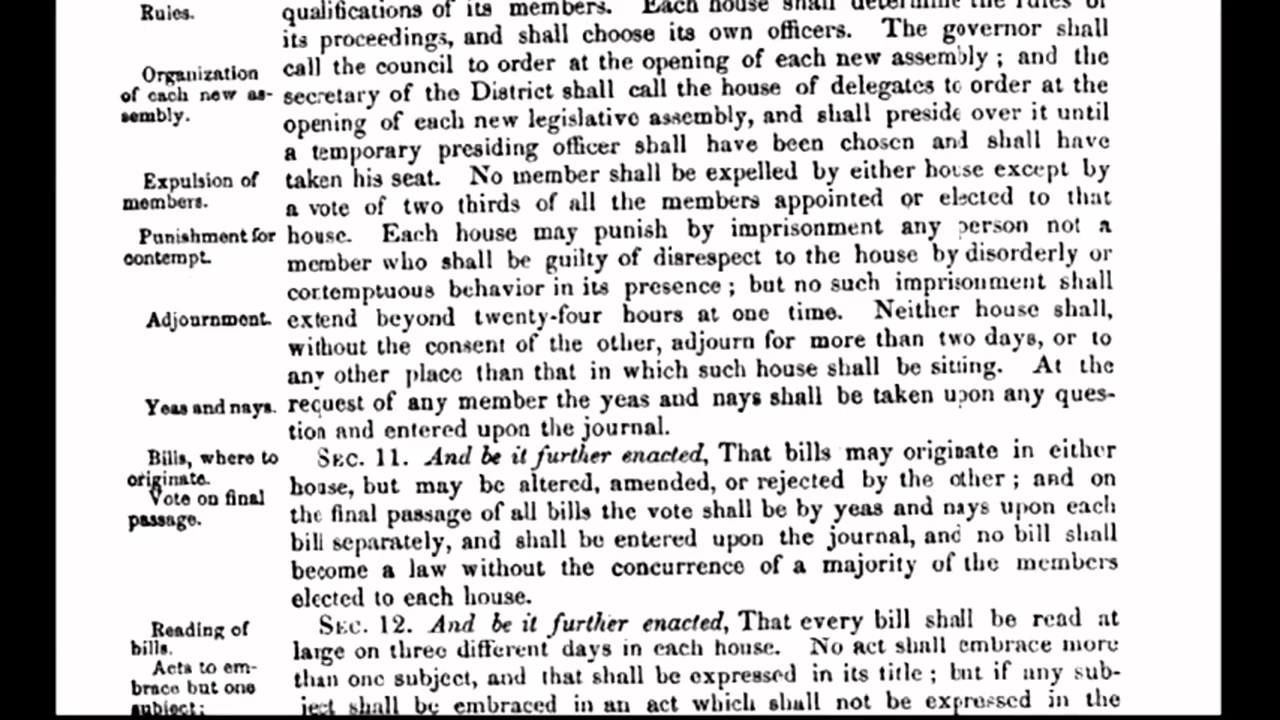 Rules.
qualifications of its members. Each house shall determine the rules of
its proceedings, and shall choose its own officers. The governor shall
Organization
of each new as-
sembly.
call the council to order at the opening of each new assembly; and the
secretary of the District shall call the house of delegates to order at the
opening of each new legislative assembly, and shall preside over it until
a temporary presiding officer shall have been chosen and shall have
Expulsion of
members.
taken his seat. No member shall be expelled by either house except by
a vote of two thirds of all the members appointed or elected to that
Punishment for
contempt.
house. Each house may punish by imprisonment any person not a
member who shall be guilty of disrespect to the house by disorderly or
contemptuous behavior in its presence; but no such imprisonment shall
Adjournment.
extend beyond twenty-four hours at one time. Neither house shall,
without the consent of the other, adjourn for more than two days, or to
any other place than that in which such house shall be sitting. At the
Yeas and nays.
request of any member the yeas and nays shall be taken upon any ques-
tion and entered upon the journal.
Bills, where to
originate.
Vote on final
passage.
SEC. 11. And be it further enacted, That bills may originate in either
house, but may be altered, amended, or rejected by the other; and on
the final passage of all bills the vote shall be by yeas and nays upon each
bill separately, and shall be entered upon the journal, and no bill shall
become a law without the concurrence of a majority of the members
elected to each house.
Reading of
bills.
Acts to em-
brace but one
subject;
SEC. 12. And be it further enacted, That every bill shall be read at
large on three different days in each house. No act shall embrace more
than one subject, and that shall be expressed in its title; but if any sub-
ject shall be embraced in an act which shall not be expressed in the